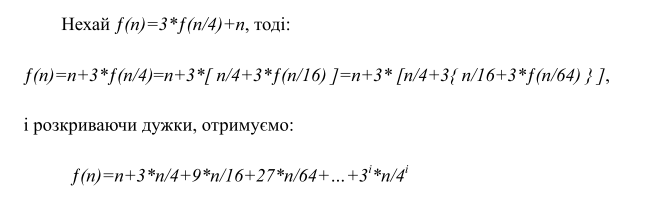 Нехай f(n)=3*f(n/4)+n, тоді:
f(n)=n+3*f(n/4)=n+3*[ n/4+3*f(n/16) ]=n+3* [n/4+3{ n/16+3*f(n/64) } ],
і розкриваючи дужки, отримуємо:
f(n)=n+3*n/4+9*n/16+27*n/64+…+3ⁱ*n/4ⁱ